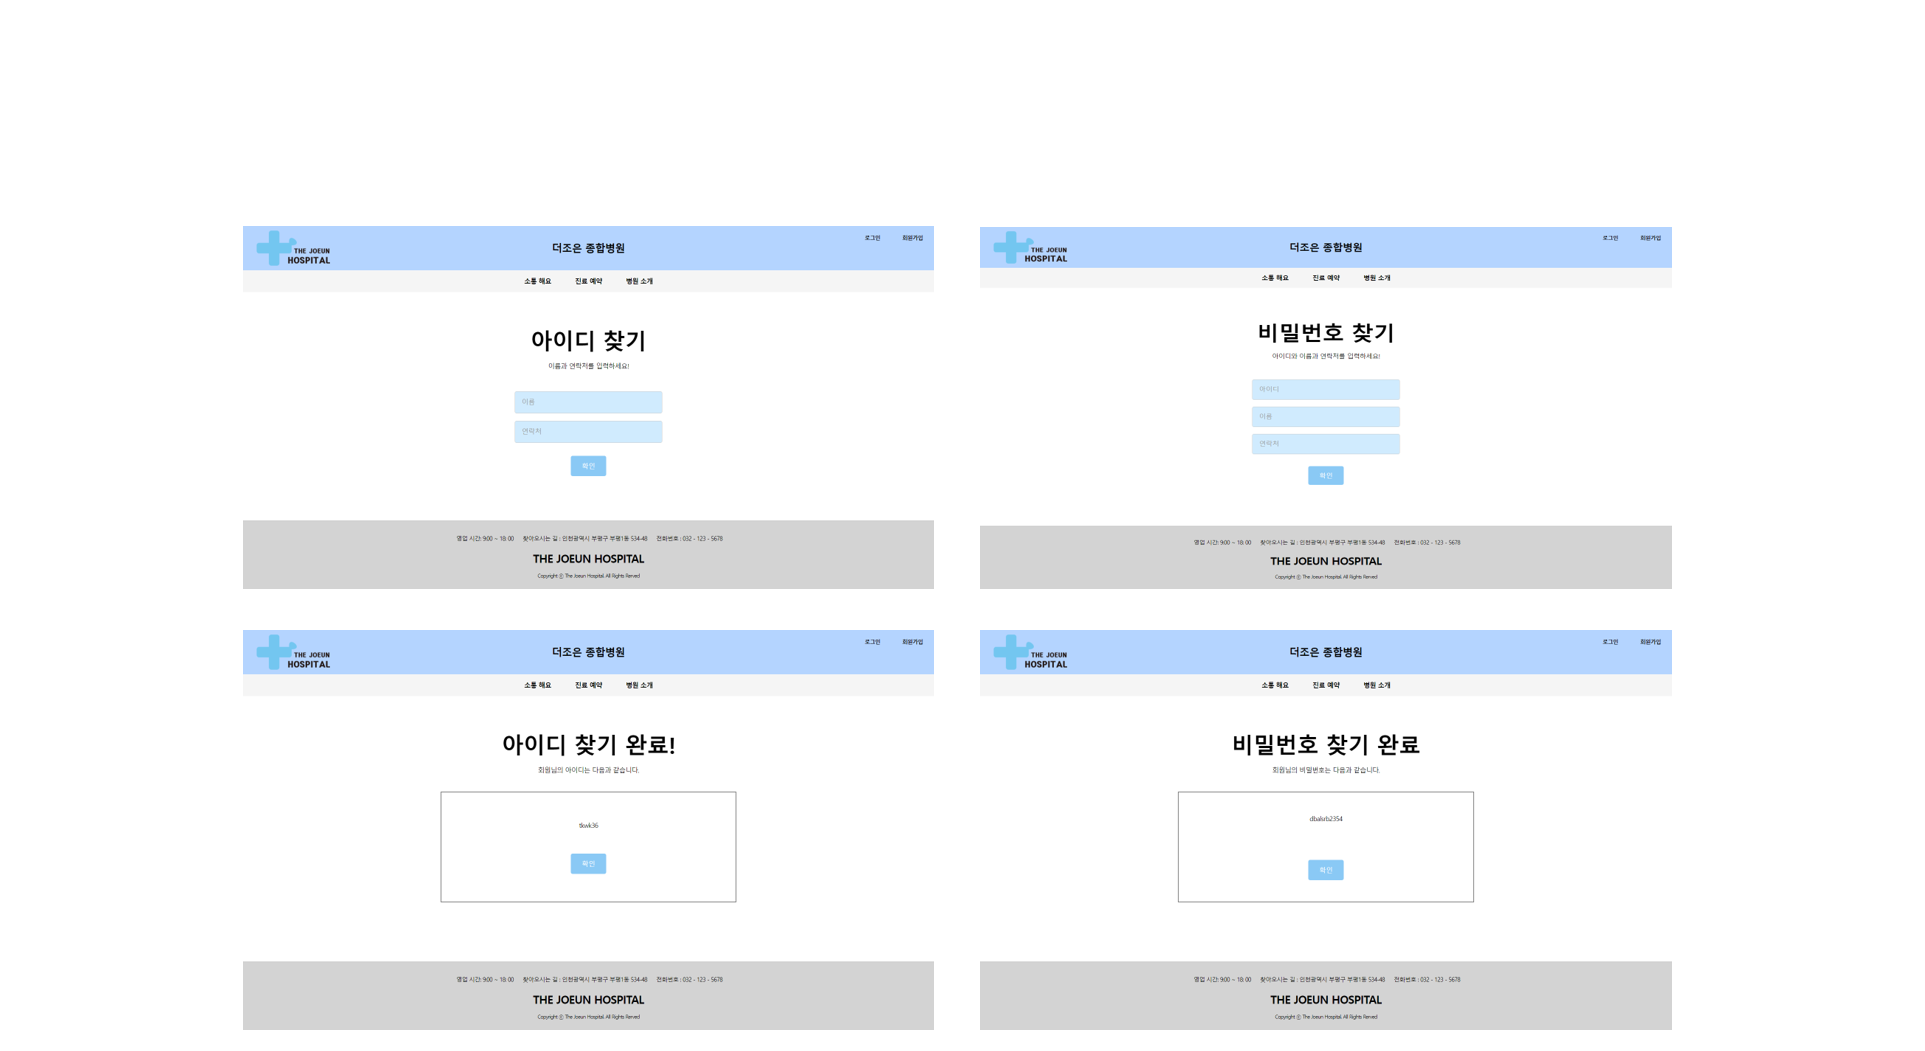 THE JOEUN
HOSPITAL
더조은 종합병원
로그인 회원가입
소통 해요 진료 예약 병원 소개
아이디 찾기
이름과 연락처를 입력하세요!
이름
연락처
확인
영업 시간: 9:00 ~ 18: 00 찾아오시는 길 : 인천광역시 부평구 부평1동 534-48 전화번호 : 032 - 123 - 5678
THE JOEUN HOSPITAL
Copyright ⓒ The Joeun Hospital. All Rights Rerved
THE JOEUN
HOSPITAL
더조은 종합병원
로그인 회원가입
소통 해요 진료 예약 병원 소개
비밀번호 찾기
아이디와 이름과 연락처를 입력하세요!
아이디
이름
연락처
확인
영업 시간: 9:00 ~ 18: 00 찾아오시는 길 : 인천광역시 부평구 부평1동 534-48 전화번호 : 032 - 123 - 5678
THE JOEUN HOSPITAL
Copyright ⓒ The Joeun Hospital. All Rights Rerved
THE JOEUN
HOSPITAL
더조은 종합병원
로그인 회원가입
소통 해요 진료 예약 병원 소개
아이디 찾기 완료!
회원님의 아이디는 다음과 같습니다.
tkwk36
확인
영업 시간: 9:00 ~ 18: 00 찾아오시는 길 : 인천광역시 부평구 부평1동 534-48 전화번호 : 032 - 123 - 5678
THE JOEUN HOSPITAL
Copyright ⓒ The Joeun Hospital. All Rights Rerved
THE JOEUN
HOSPITAL
더조은 종합병원
로그인 회원가입
소통 해요 진료 예약 병원 소개
비밀번호 찾기 완료
회원님의 비밀번호는 다음과 같습니다.
확인
영업 시간: 9:00 ~ 18: 00 찾아오시는 길 : 인천광역시 부평구 부평1동 534-48 전화번호 : 032 - 123 - 5678
THE JOEUN HOSPITAL
Copyright ⓒ The Joeun Hospital. All Rights Rerved